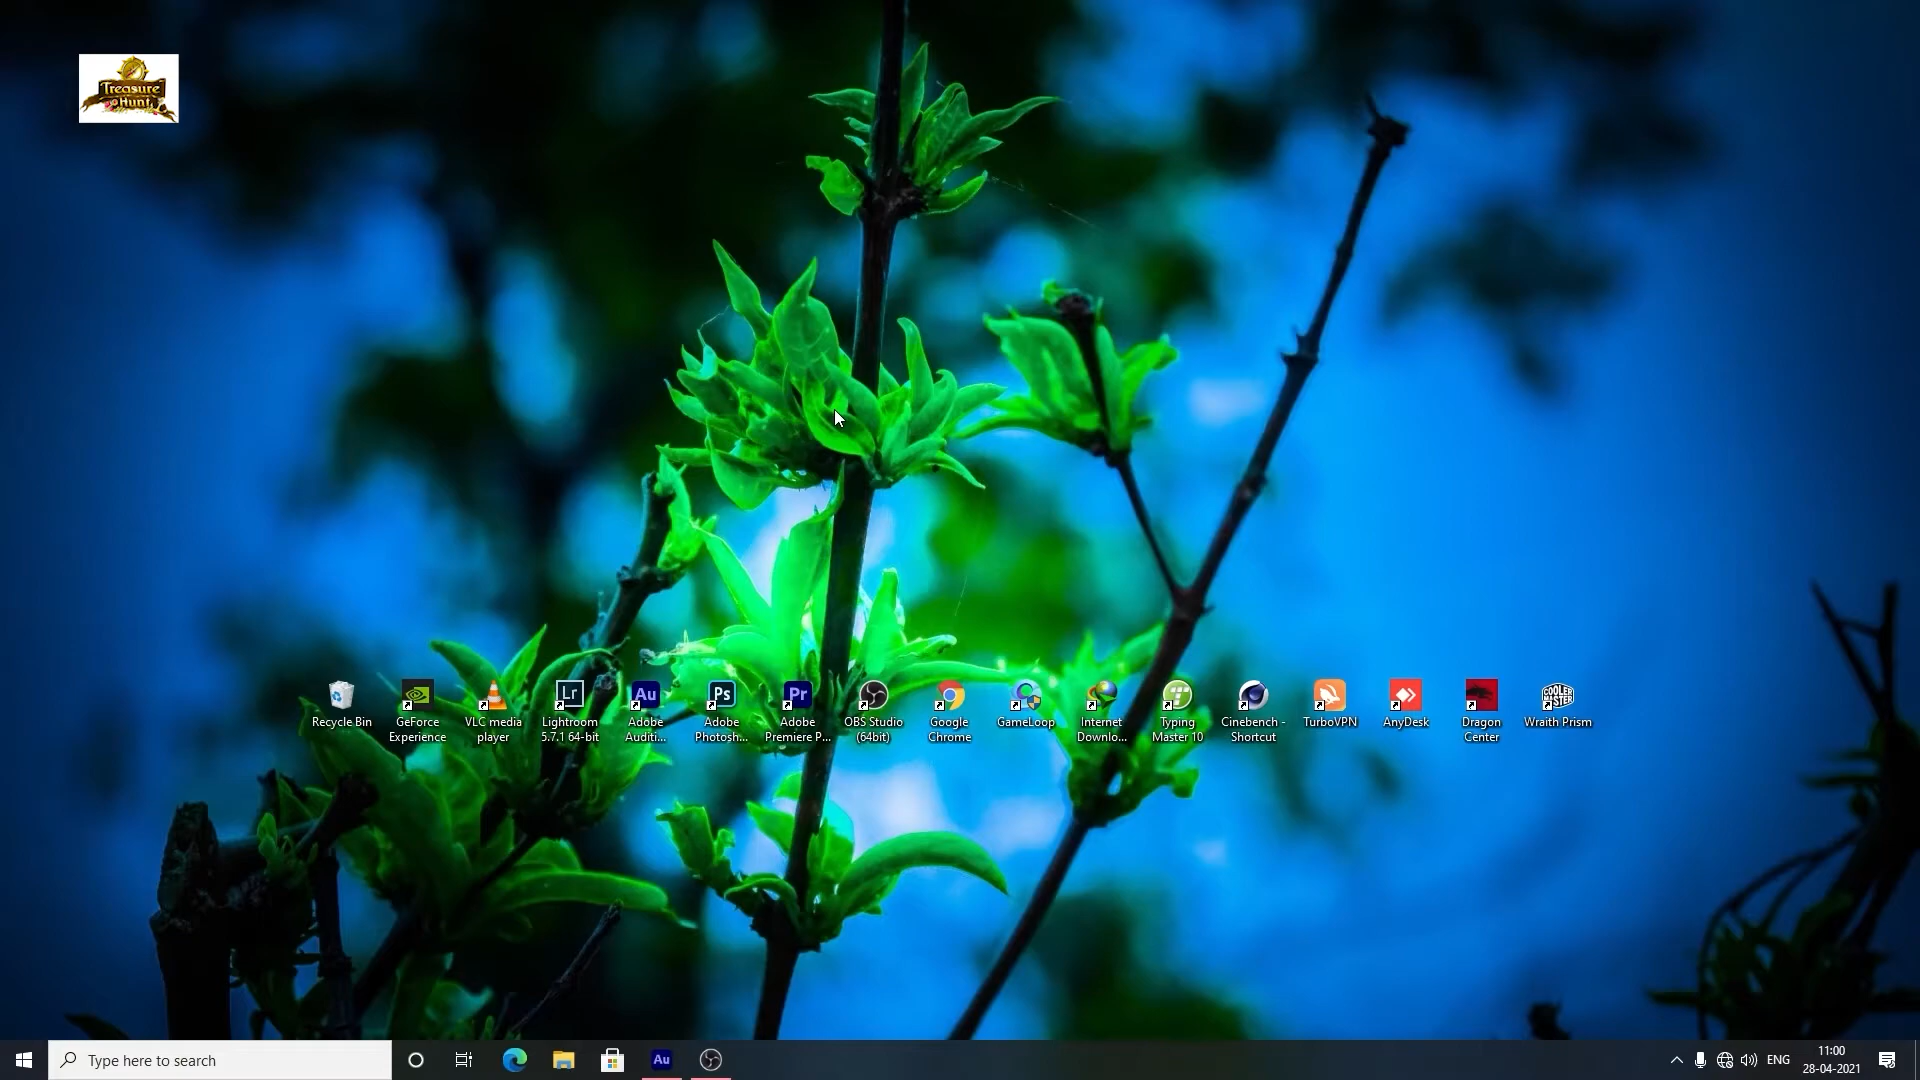 Treasure
Hunt
Recycle Bin
GeForce
Experience
VLC media
player
Lr
Lightroom
5.7.1 64-bit
Au
Adobe
Auditi...
Ps
Adobe
Photosh...
Pr
Adobe
Premiere P...
OBS Studio
(64bit)
Google
Chrome
GameLoop
Internet
Downlo...
Typing
Master 10
Cinebench -
Shortcut
TurboVPN
AnyDesk
Dragon
Center
COOLER
MASTER
Wraith Prism
Type here to search
Au
ENG
11:00
28-04-2021